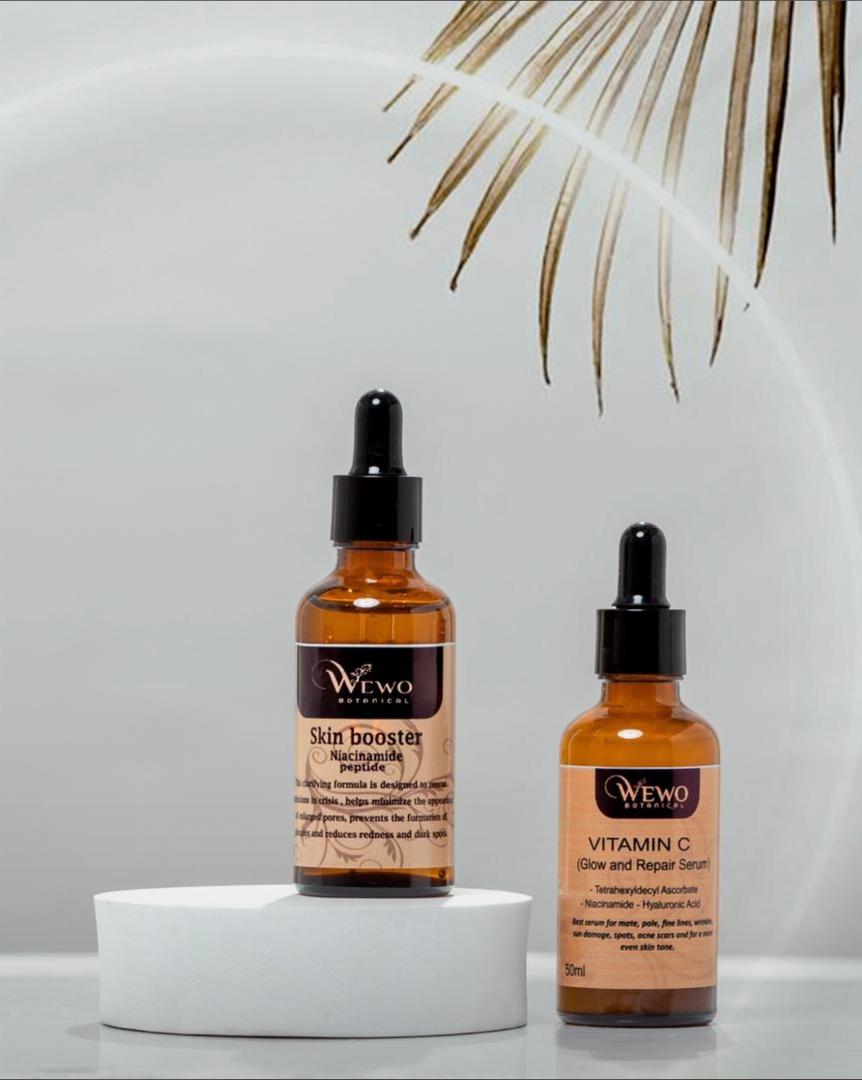 WEWO
BOTANICAL
Skin booster
Niacinamide
peptide
This clarifying formula is designed to rescue
in crisis , helps minimize the
of enlarged pores, prevents the formation of
and reduces redness and dark spots
WEWO
BOTANICAL
VITAMIN C
(Glow and Repair Serum)
- Tetrahexyldecyl Ascorbate
- Niacinamide - Hyaluronic Acid
Best serum for mate, pale, fine lines, wrinkles,
sun damage, spots, acne scars and for a more
even skin tone.
50ml